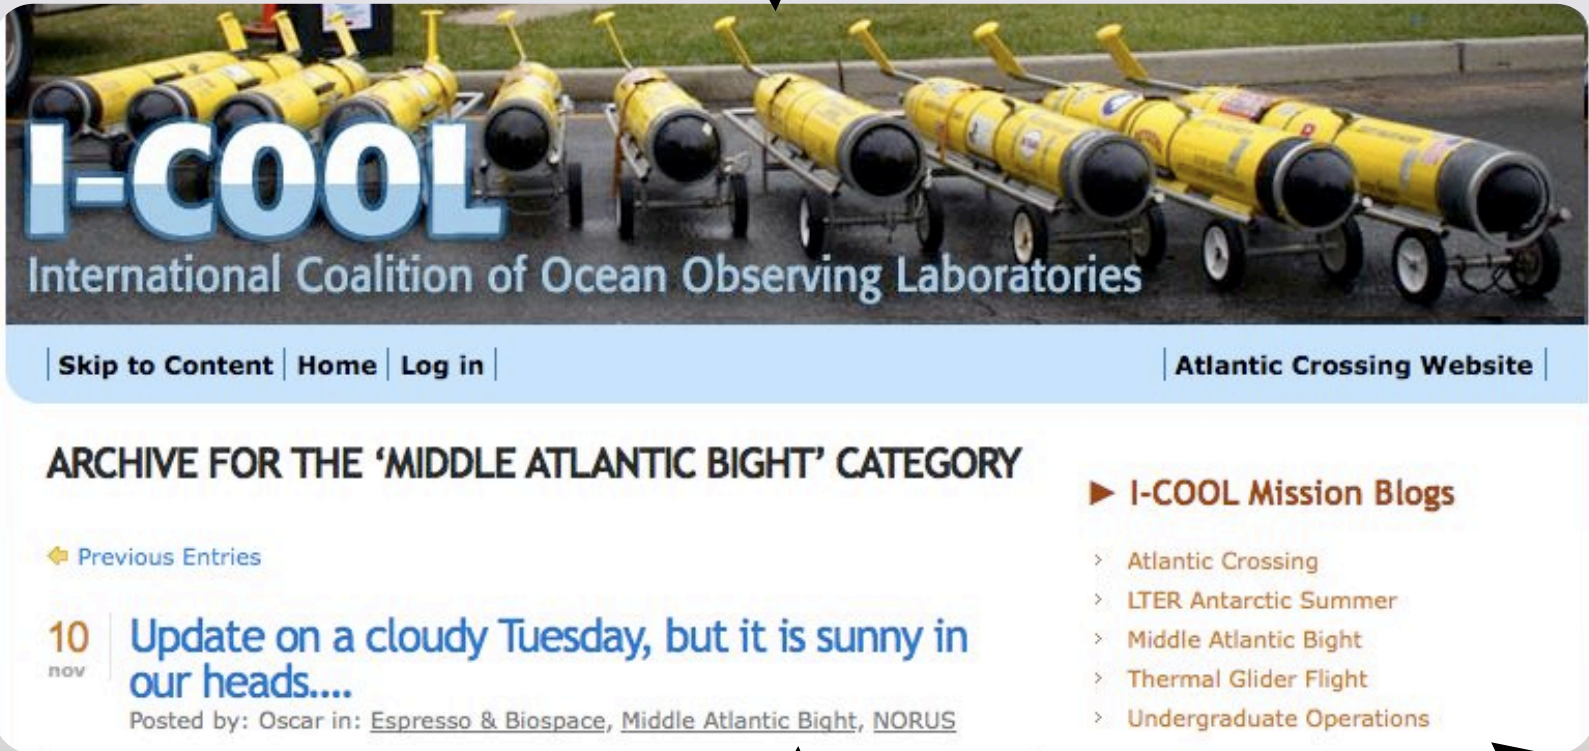 I-COOL
International Coalition of Ocean Observing Laboratories
Skip to Content
Home
Log in
Atlantic Crossing Website
ARCHIVE FOR THE ‘MIDDLE ATLANTIC BIGHT’ CATEGORY
Previous Entries
10
nov
Update on a cloudy Tuesday, but it is sunny in
our heads....
Posted by: Oscar in: Espresso & Biospace, Middle Atlantic Bight, NORUS
I-COOL Mission Blogs
Atlantic Crossing
LTER Antarctic Summer
Middle Atlantic Bight
Thermal Glider Flight
Undergraduate Operations